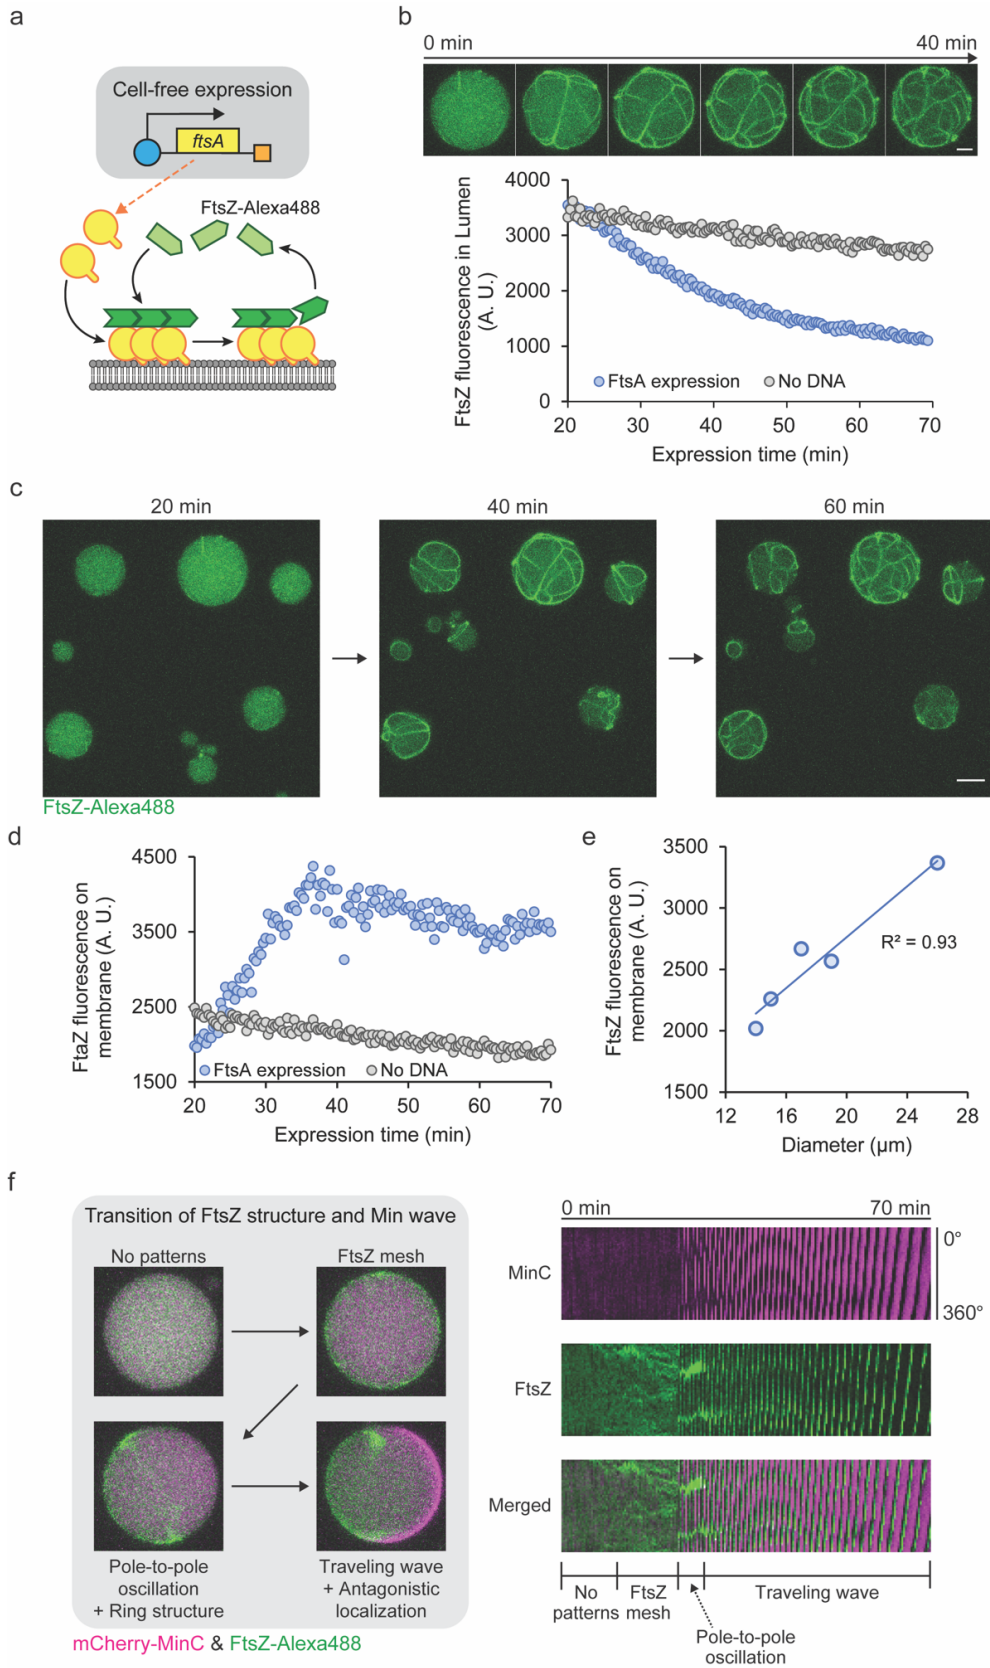 a
Cell-free expression
ftsA
FtsZ-Alexa488
b
0 min
40 min
FtsZ fluorescence in Lumen
(A. U.)
4000
3000
2000
1000
0
FtsA expression
No DNA
20 30 40 50 60 70
Expression time (min)
c
20 min
40 min
60 min
FtsZ-Alexa488
d
FtaZ fluorescence on
membrane (A. U.)
4500
3500
2500
1500
FtsA expression
No DNA
20 30 40 50 60 70
Expression time (min)
e
FtsZ fluorescence on
membrane (A. U.)
3500
3000
2500
2000
1500
R² = 0.93
12 16 20 24 28
Diameter (μm)
f
Transition of FtsZ structure and Min wave
No patterns
FtsZ mesh
Pole-to-pole
oscillation
+ Ring structure
Traveling wave
+ Antagonistic
localization
mCherry-MinC & FtsZ-Alexa488
0 min
70 min
MinC
0°
360°
FtsZ
Merged
No
patterns
FtsZ
mesh
Traveling wave
Pole-to-pole
oscillation